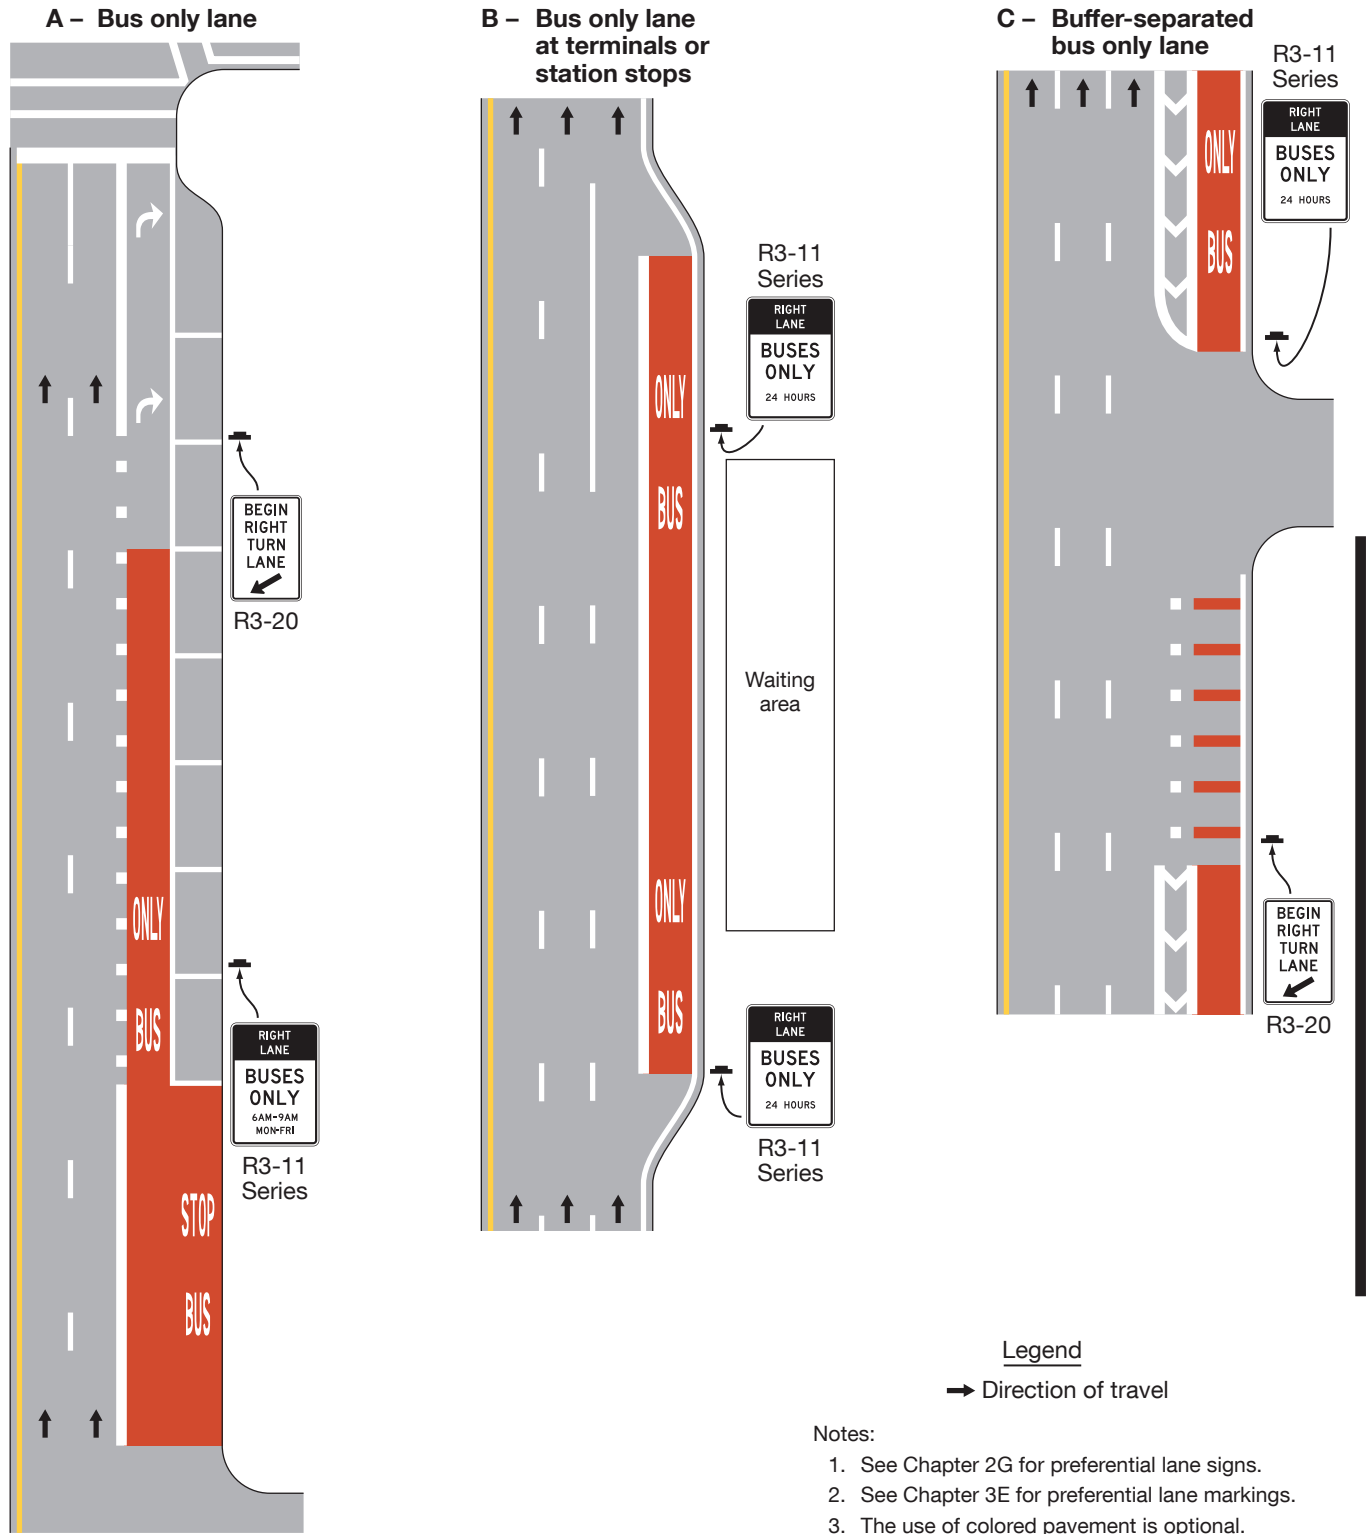 A – Bus only lane
BEGIN
RIGHT
TURN
LANE
R3-20
ONLY
BUS
RIGHT
LANE
BUSES
ONLY
6AM-9AM
MON-FRI
R3-11
Series
STOP
BUS
B – Bus only lane
at terminals or
station stops
R3-11
Series
RIGHT
LANE
BUSES
ONLY
24 HOURS
ONLY
BUS
Waiting
area
ONLY
BUS
RIGHT
LANE
BUSES
ONLY
24 HOURS
R3-11
Series
C – Buffer-separated
bus only lane
R3-11
Series
RIGHT
LANE
BUSES
ONLY
24 HOURS
ONLY
BUS
BEGIN
RIGHT
TURN
LANE
R3-20
Legend
Direction of travel
Notes:
1. See Chapter 2G for preferential lane signs.
2. See Chapter 3E for preferential lane markings.
3. The use of colored pavement is optional.